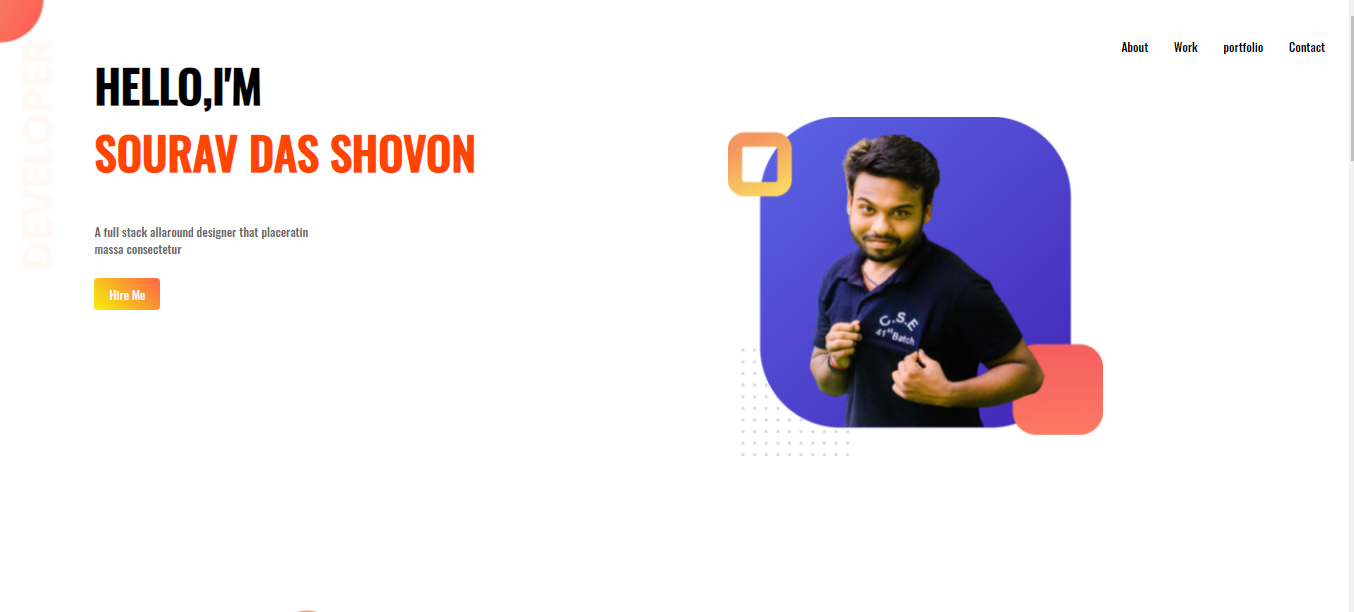 DEVELOPER
About Work portfolio Contact
HELLO,I'M
SOURAV DAS SHOVON
A full stack allaround designer that placeratin
massa consectetur
Hire Me
C.S.E
41st Batch